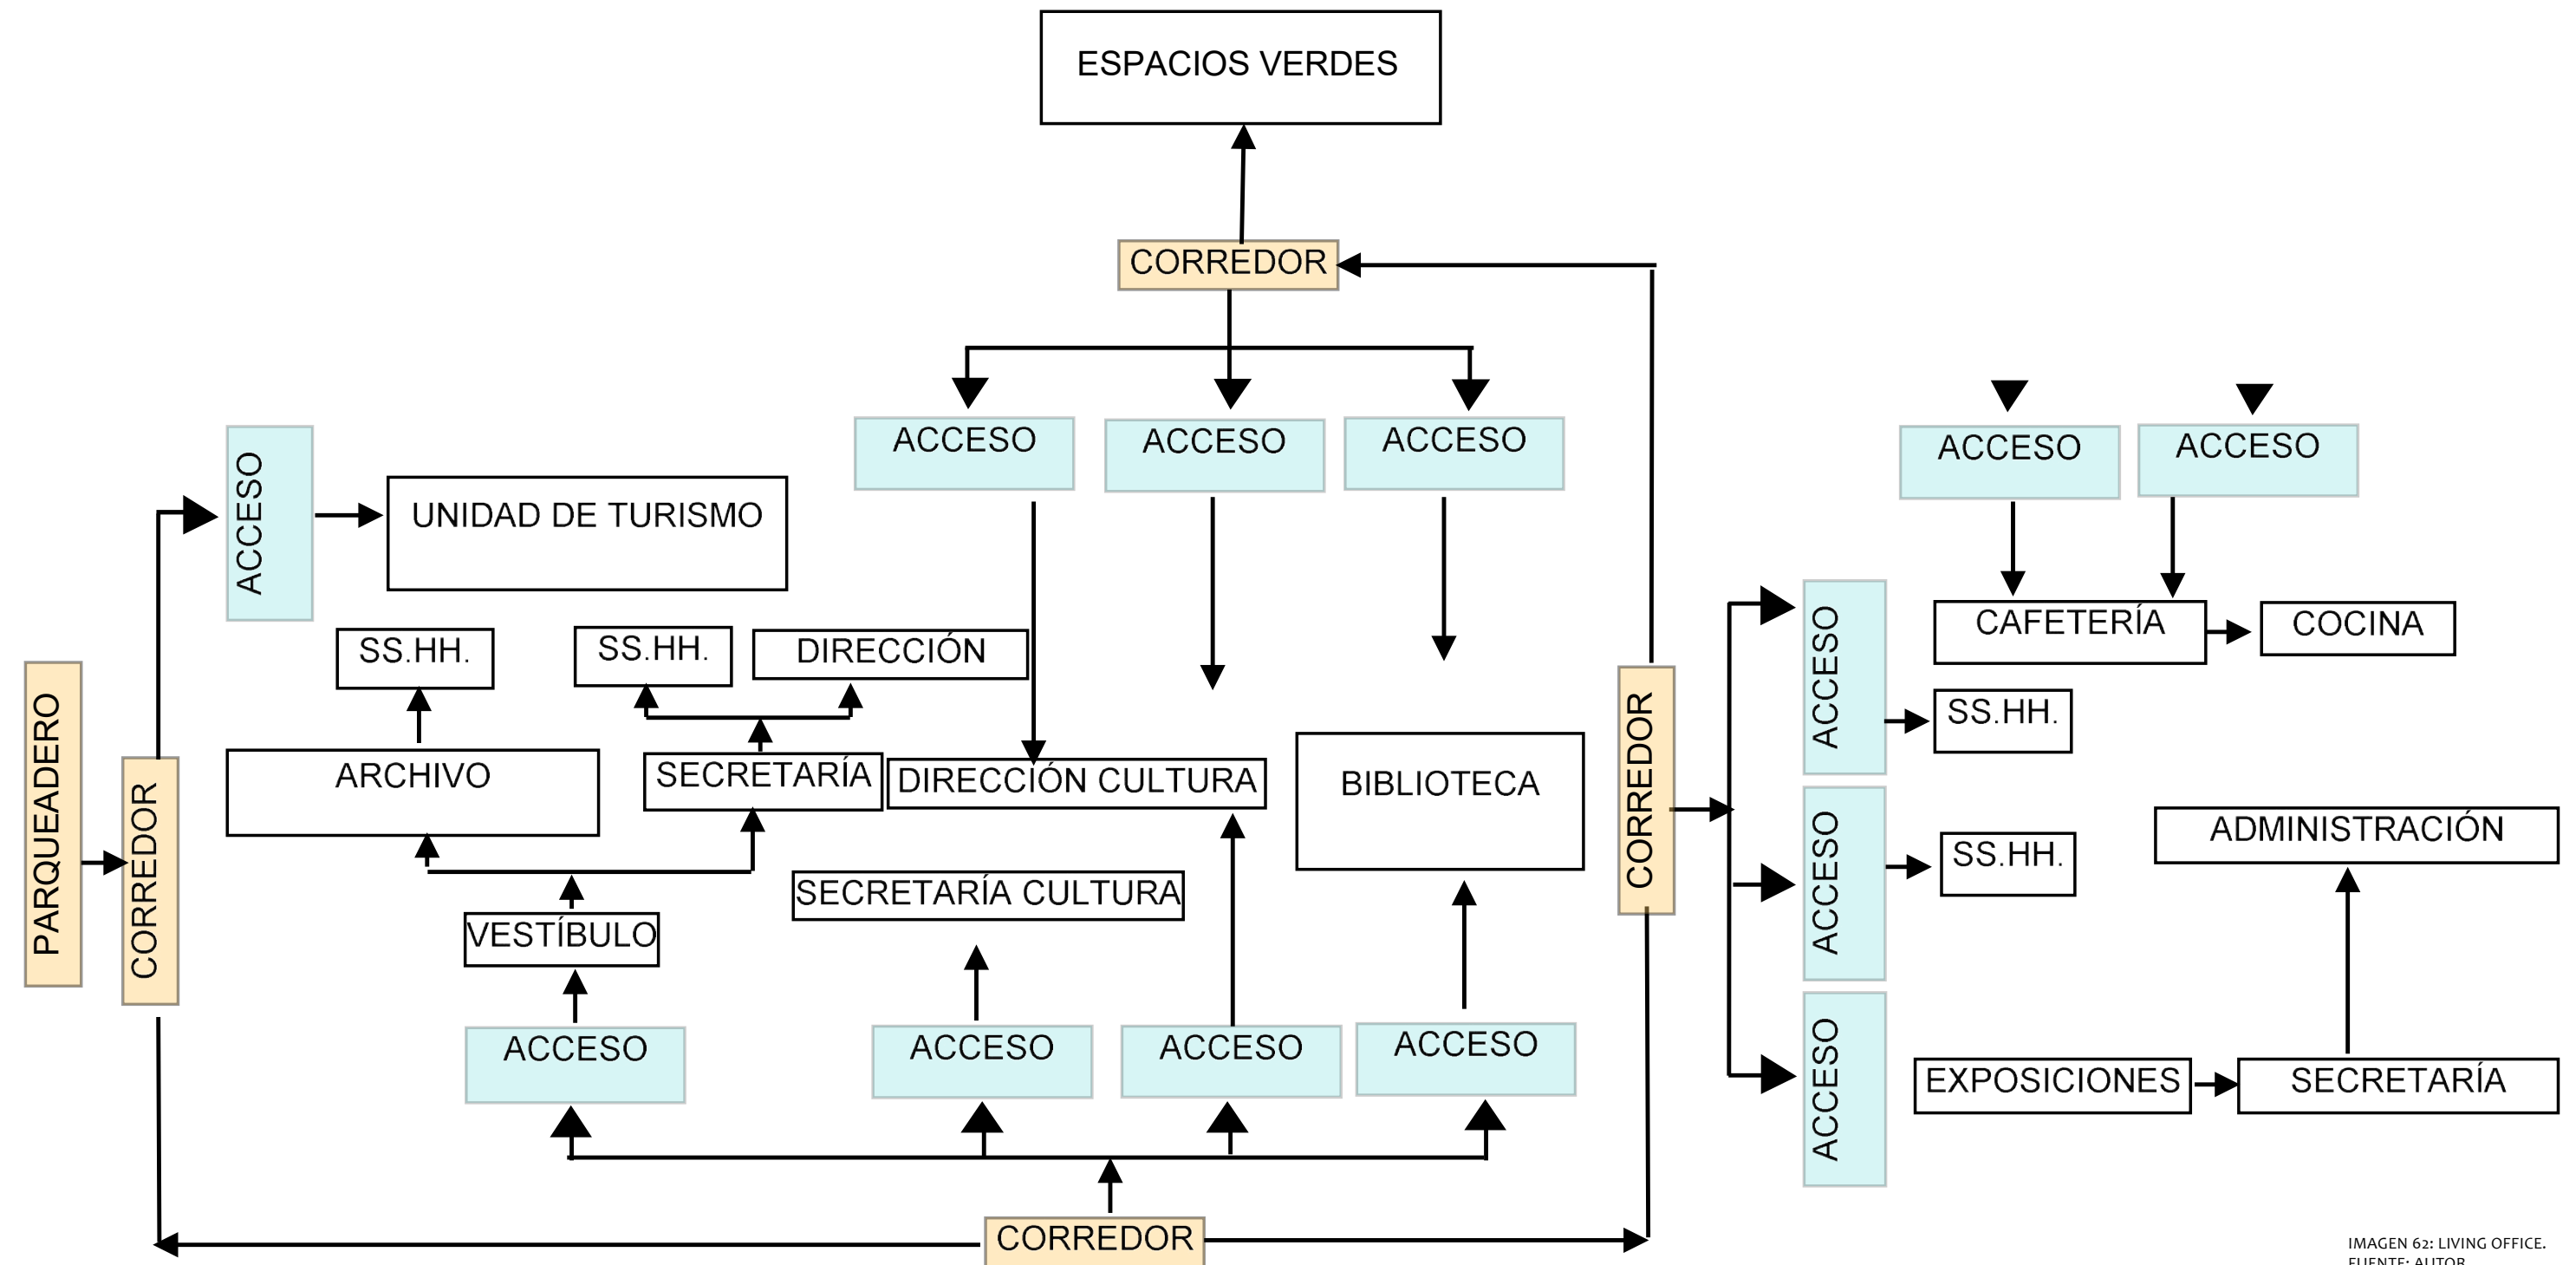 ESPACIOS VERDES
CORREDOR
ACCESO
ACCESO
ACCESO
ACCESO
ACCESO
ACCESO
UNIDAD DE TURISMO
CAFETERÍA
COCINA
SS.HH.
SS.HH.
DIRECCIÓN
ACCESO
SS.HH.
PARQUEADERO
CORREDOR
ARCHIVO
SECRETARÍA
DIRECCIÓN CULTURA
BIBLIOTECA
CORREDOR
ACCESO
SS.HH.
ADMINISTRACIÓN
SECRETARÍA CULTURA
VESTÍBULO
ACCESO
ACCESO
ACCESO
ACCESO
ACCESO
EXPOSICIONES
SECRETARÍA
CORREDOR
IMAGEN 62: LIVING OFFICE.
FUENTE: AUTOR